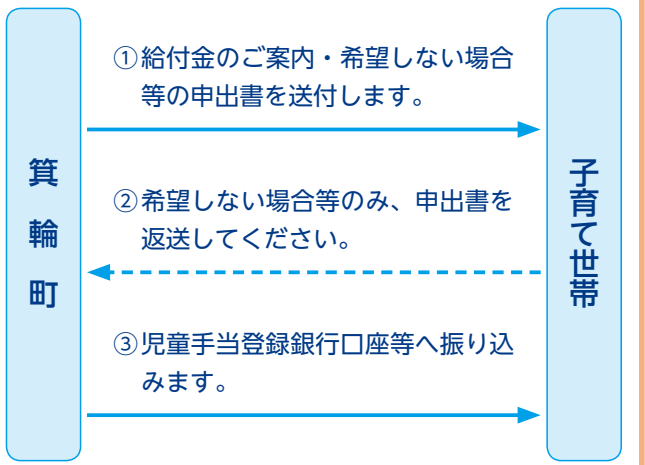 箕輪町
①給付金のご案内・希望しない場合
等の申出書を送付します。
②希望しない場合等のみ、申出書を
返送してください。
③児童手当登録銀行口座等へ振り込
みます。
子育て世帯